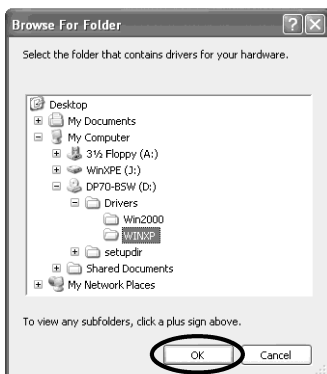 Browse For Folder
Select the folder that contains drivers for your hardware.
Desktop
My Documents
My Computer
3½ Floppy (A:)
WinXPE (J:)
DP70-BSW (D:)
Drivers
Win2000
WINXP
setupdir
Shared Documents
My Network Places
To view any subfolders, click a plus sign above.
OK Cancel